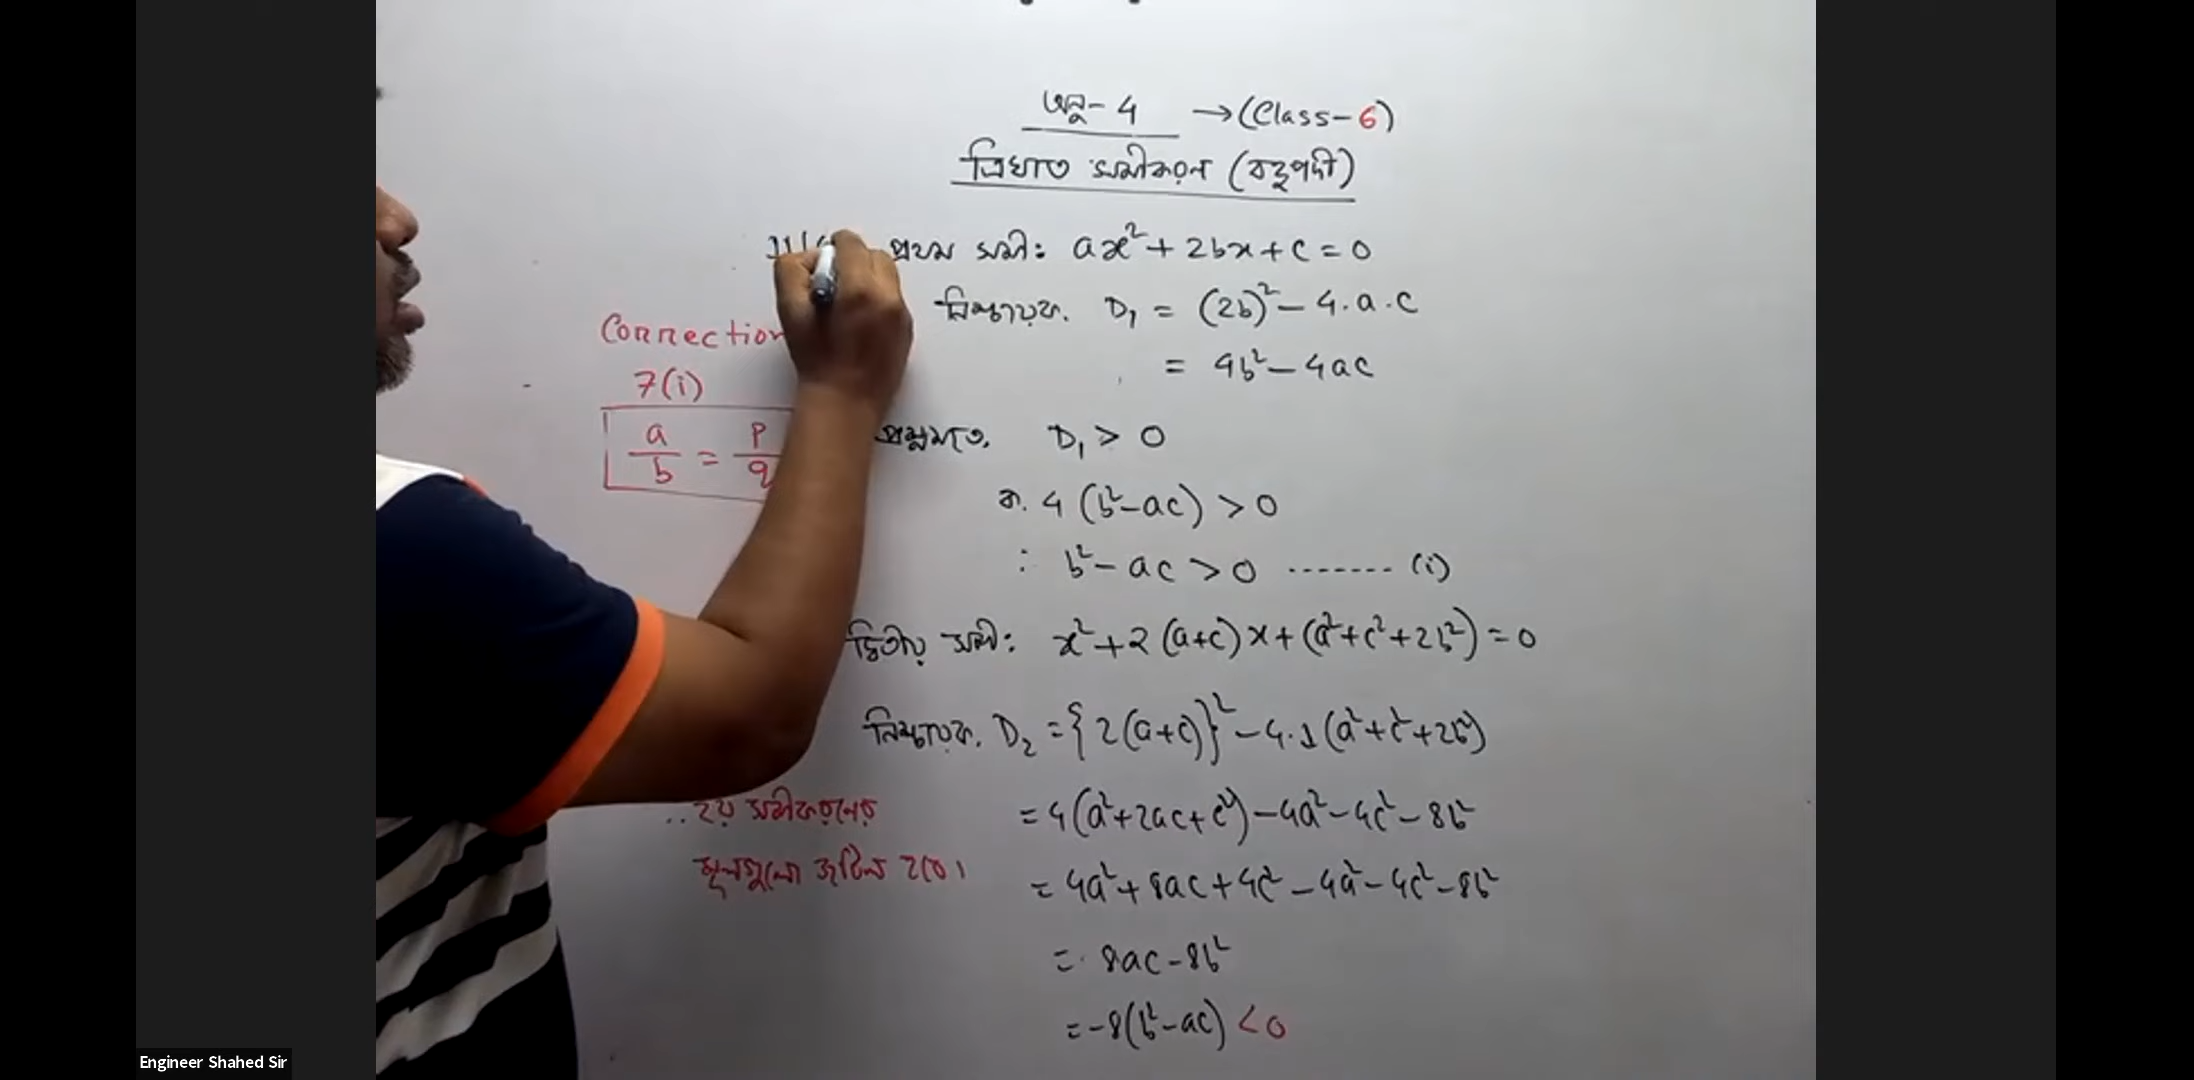 অনু- 4 →(Class-6)
ত্রিঘাত সমীকরণ (বহুপদী)
প্রথম সমী: ax² + 2bx + c = 0
নিশ্চায়ক, D₁ = (2b)² - 4.a.c
= 4b² - 4ac
Correction
7(i)
a/b = p/q
প্রশ্নমতে, D₁ > 0
বা, 4 (b²-ac) > 0
∴ b² - ac > 0 ....... (i)
দ্বিতীয় সমী: x² + 2 (a+c) x + (a²+c²+2b²) = 0
নিশ্চায়ক, D₂ = {2(a+c)}² - 4.1 (a²+c²+2b²)
= 4(a²+2ac+c²) - 4a² - 4c² - 8b²
= 4a² + 8ac + 4c² - 4a² - 4c² - 8b²
= 8ac - 8b²
= -8(b²-ac) < 0
∴ ২য় সমীকরনের
মূলগুলো জটিল হবে।
Engineer Shahed Sir